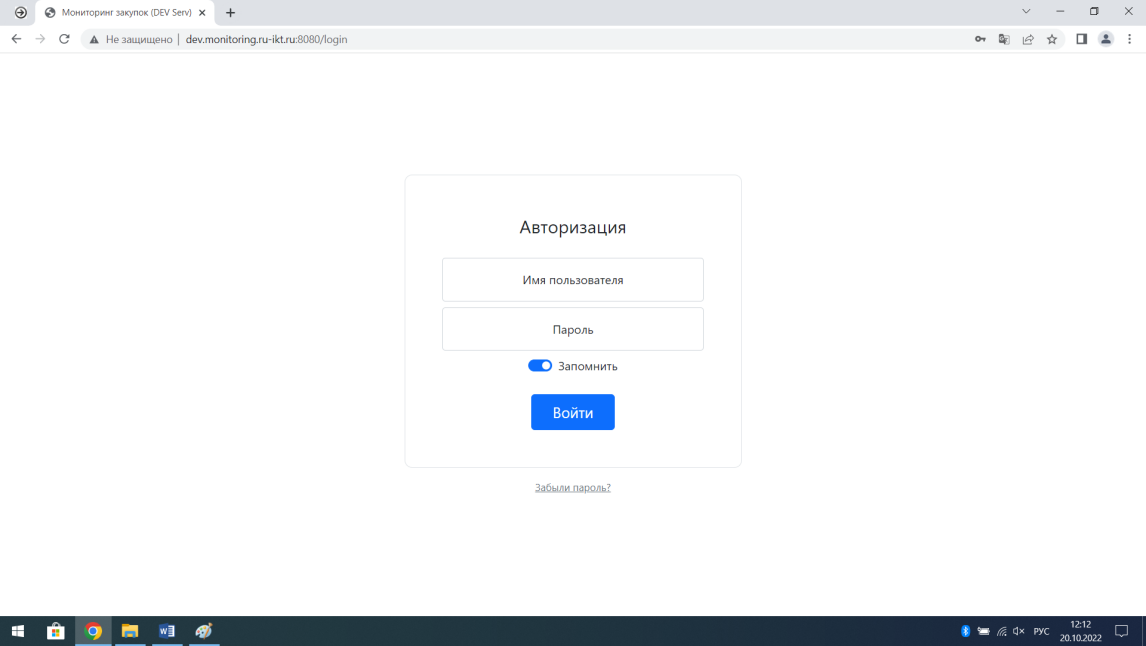 Мониторинг закупок (DEV Serv)
Не защищено | dev.monitoring.ru-ikt.ru:8080/login
Авторизация
Имя пользователя
Пароль
Запомнить
Войти
Забыли пароль?
РУС
12:12
20.10.2022